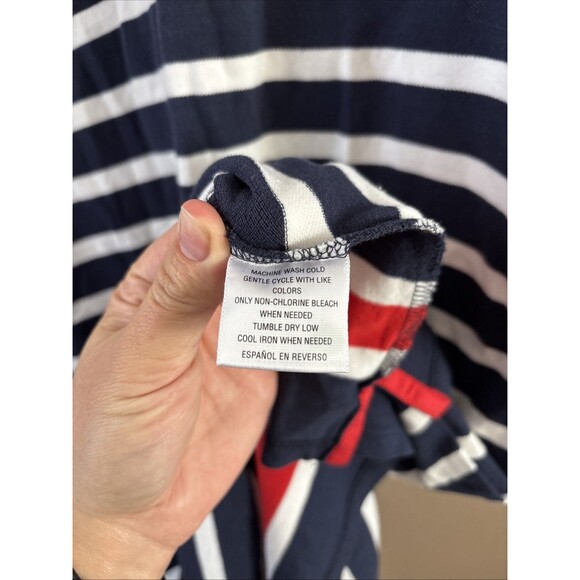 MACHINE WASH COLD
GENTLE CYCLE WITH LIKE
COLORS
ONLY NON-CHLORINE BLEACH
WHEN NEEDED
TUMBLE DRY LOW
COOL IRON WHEN NEEDED
ESPAÑOL EN REVERSO